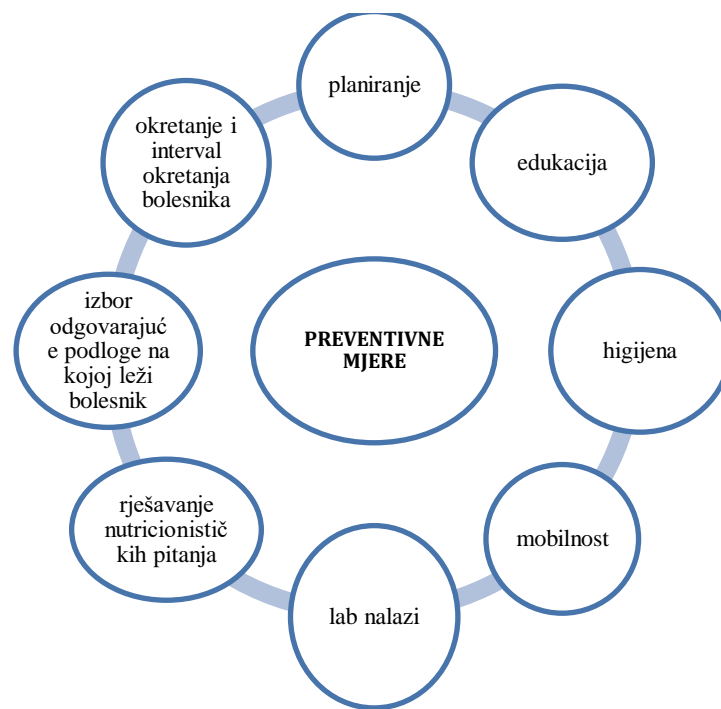 planiranje
edukacija
higijena
mobilnost
lab nalazi
rješavanje
nutricionistič
kih pitanja
izbor
odgovarajuć
e podloge na
kojoj leži
bolesnik
okretanje i
interval
okretanja
bolesnika
PREVENTIVNE
MJERE